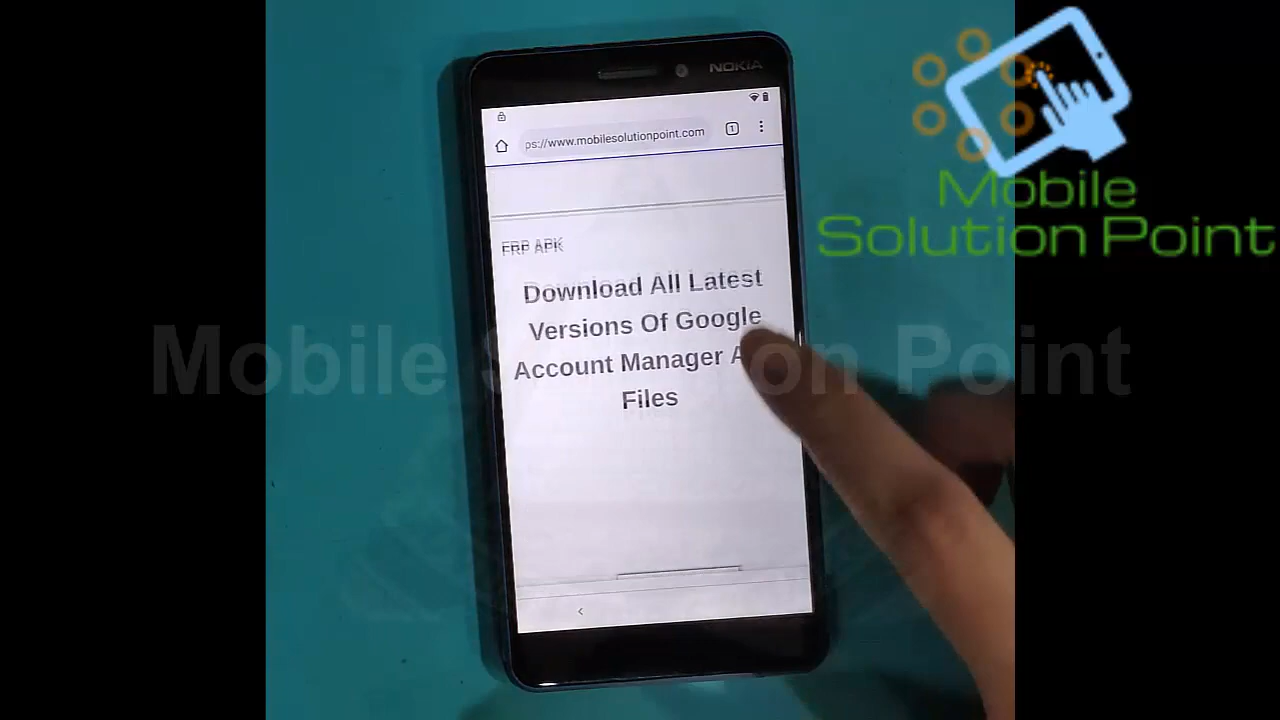 Mobile
Solution Point
NOKIA
1
ps://www.mobilesolutionpoint.com
FRP APK
Download All Latest
Versions Of Google
Account Manager
Files
Mobile Solution Point